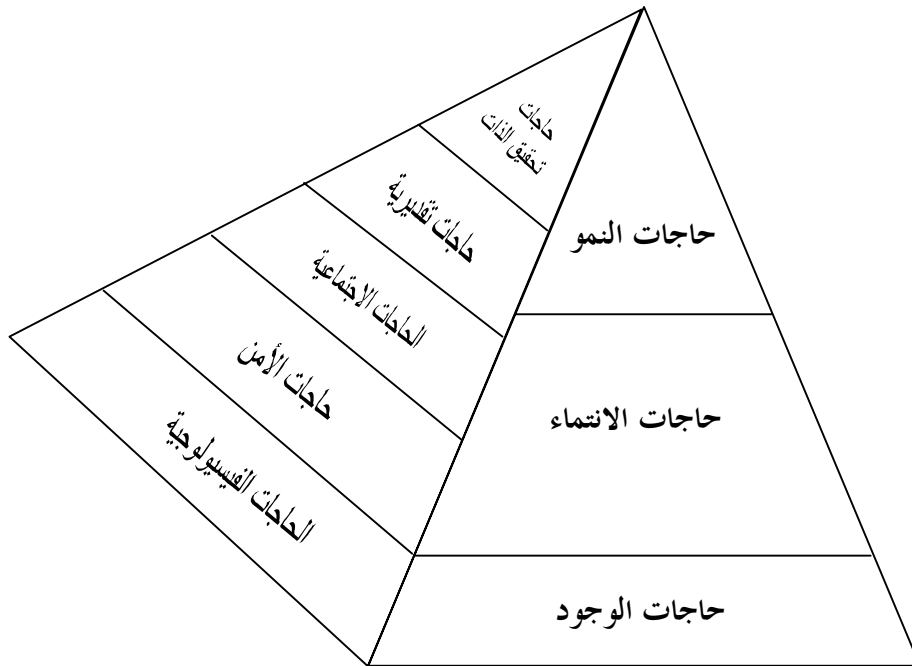 حاجات
تحقيق الذات
حاجات تقديرية
الحاجات الاجتماعية
حاجات الأمن
الحاجات الفيسيولوجية
حاجات النمو
حاجات الانتماء
حاجات الوجود